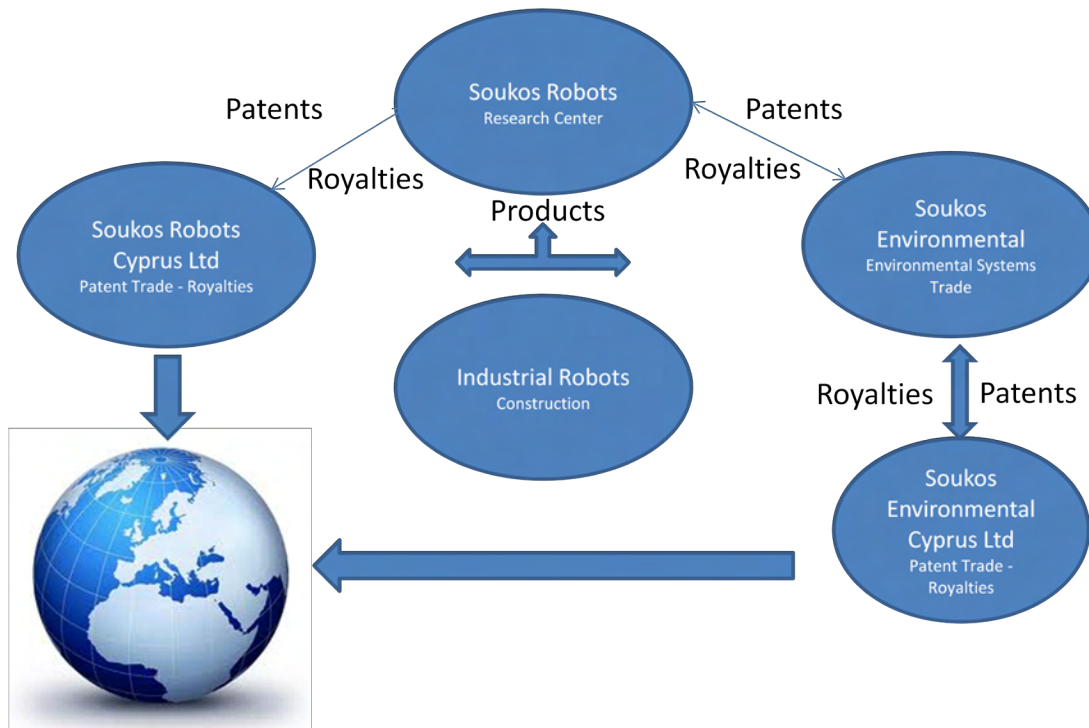 Soukos Robots
Research Center
Patents
Patents
Royalties
Royalties
Products
Soukos Robots
Cyprus Ltd
Patent Trade - Royalties
Soukos
Environmental
Environmental Systems
Trade
Industrial Robots
Construction
Royalties
Patents
Soukos
Environmental
Cyprus Ltd
Patent Trade -
Royalties